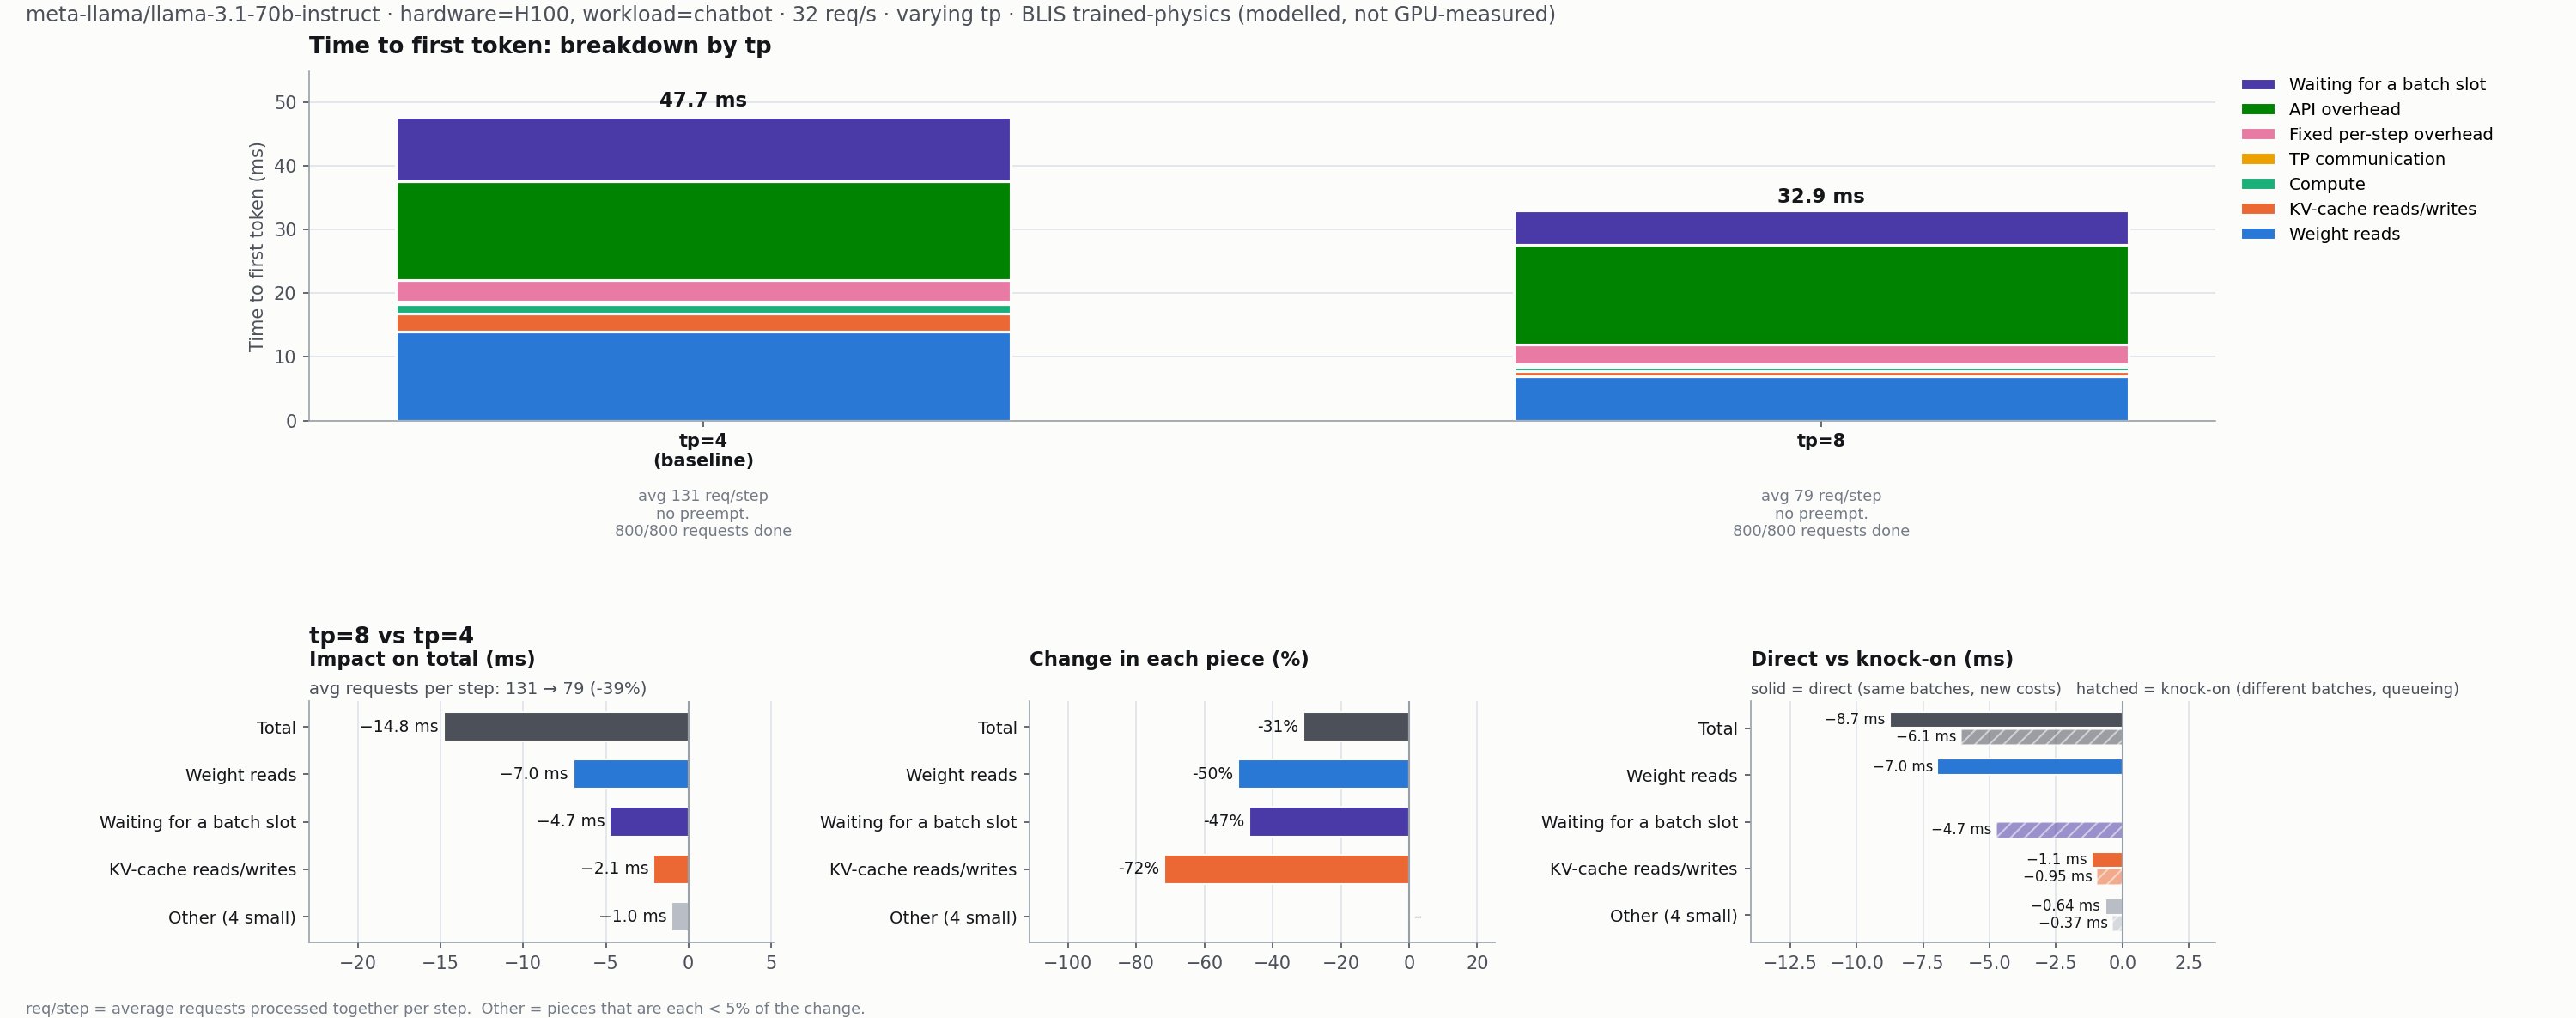 meta-llama/llama-3.1-70b-instruct · hardware=H100, workload=chatbot · 32 req/s · varying tp · BLIS trained-physics (modelled, not GPU-measured)
Time to first token: breakdown by tp
Time to first token (ms)
50
40
30
20
10
0
47.7 ms
32.9 ms
Waiting for a batch slot
API overhead
Fixed per-step overhead
TP communication
Compute
KV-cache reads/writes
Weight reads
tp=4
(baseline)
avg 131 req/step
no preempt.
800/800 requests done
tp=8
avg 79 req/step
no preempt.
800/800 requests done
tp=8 vs tp=4
Impact on total (ms)
avg requests per step: 131 → 79 (-39%)
Total
−14.8 ms
Weight reads
−7.0 ms
Waiting for a batch slot
−4.7 ms
KV-cache reads/writes
−2.1 ms
Other (4 small)
−1.0 ms
−20 −15 −10 −5 0 5
Change in each piece (%)
Total
-31%
Weight reads
-50%
Waiting for a batch slot
-47%
KV-cache reads/writes
-72%
Other (4 small)
–
−100 −80 −60 −40 −20 0 20
Direct vs knock-on (ms)
solid = direct (same batches, new costs) hatched = knock-on (different batches, queueing)
Total
−8.7 ms
−6.1 ms
Weight reads
−7.0 ms
Waiting for a batch slot
−4.7 ms
KV-cache reads/writes
−1.1 ms
−0.95 ms
Other (4 small)
−0.64 ms
−0.37 ms
−12.5 −10.0 −7.5 −5.0 −2.5 0.0 2.5
req/step = average requests processed together per step. Other = pieces that are each < 5% of the change.